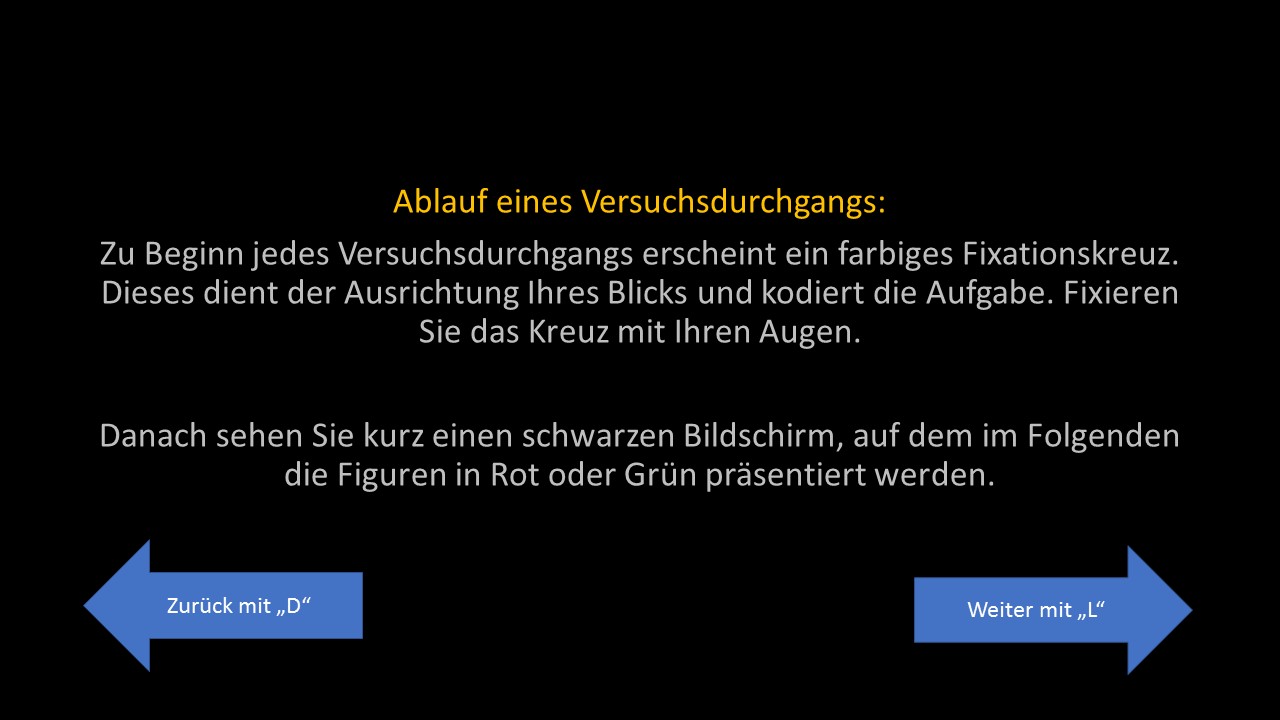 Ablauf eines Versuchsdurchgangs:
Zu Beginn jedes Versuchsdurchgangs erscheint ein farbiges Fixationskreuz.
Dieses dient der Ausrichtung Ihres Blicks und kodiert die Aufgabe. Fixieren
Sie das Kreuz mit Ihren Augen.
Danach sehen Sie kurz einen schwarzen Bildschirm, auf dem im Folgenden
die Figuren in Rot oder Grün präsentiert werden.
Zurück mit „D“
Weiter mit „L“